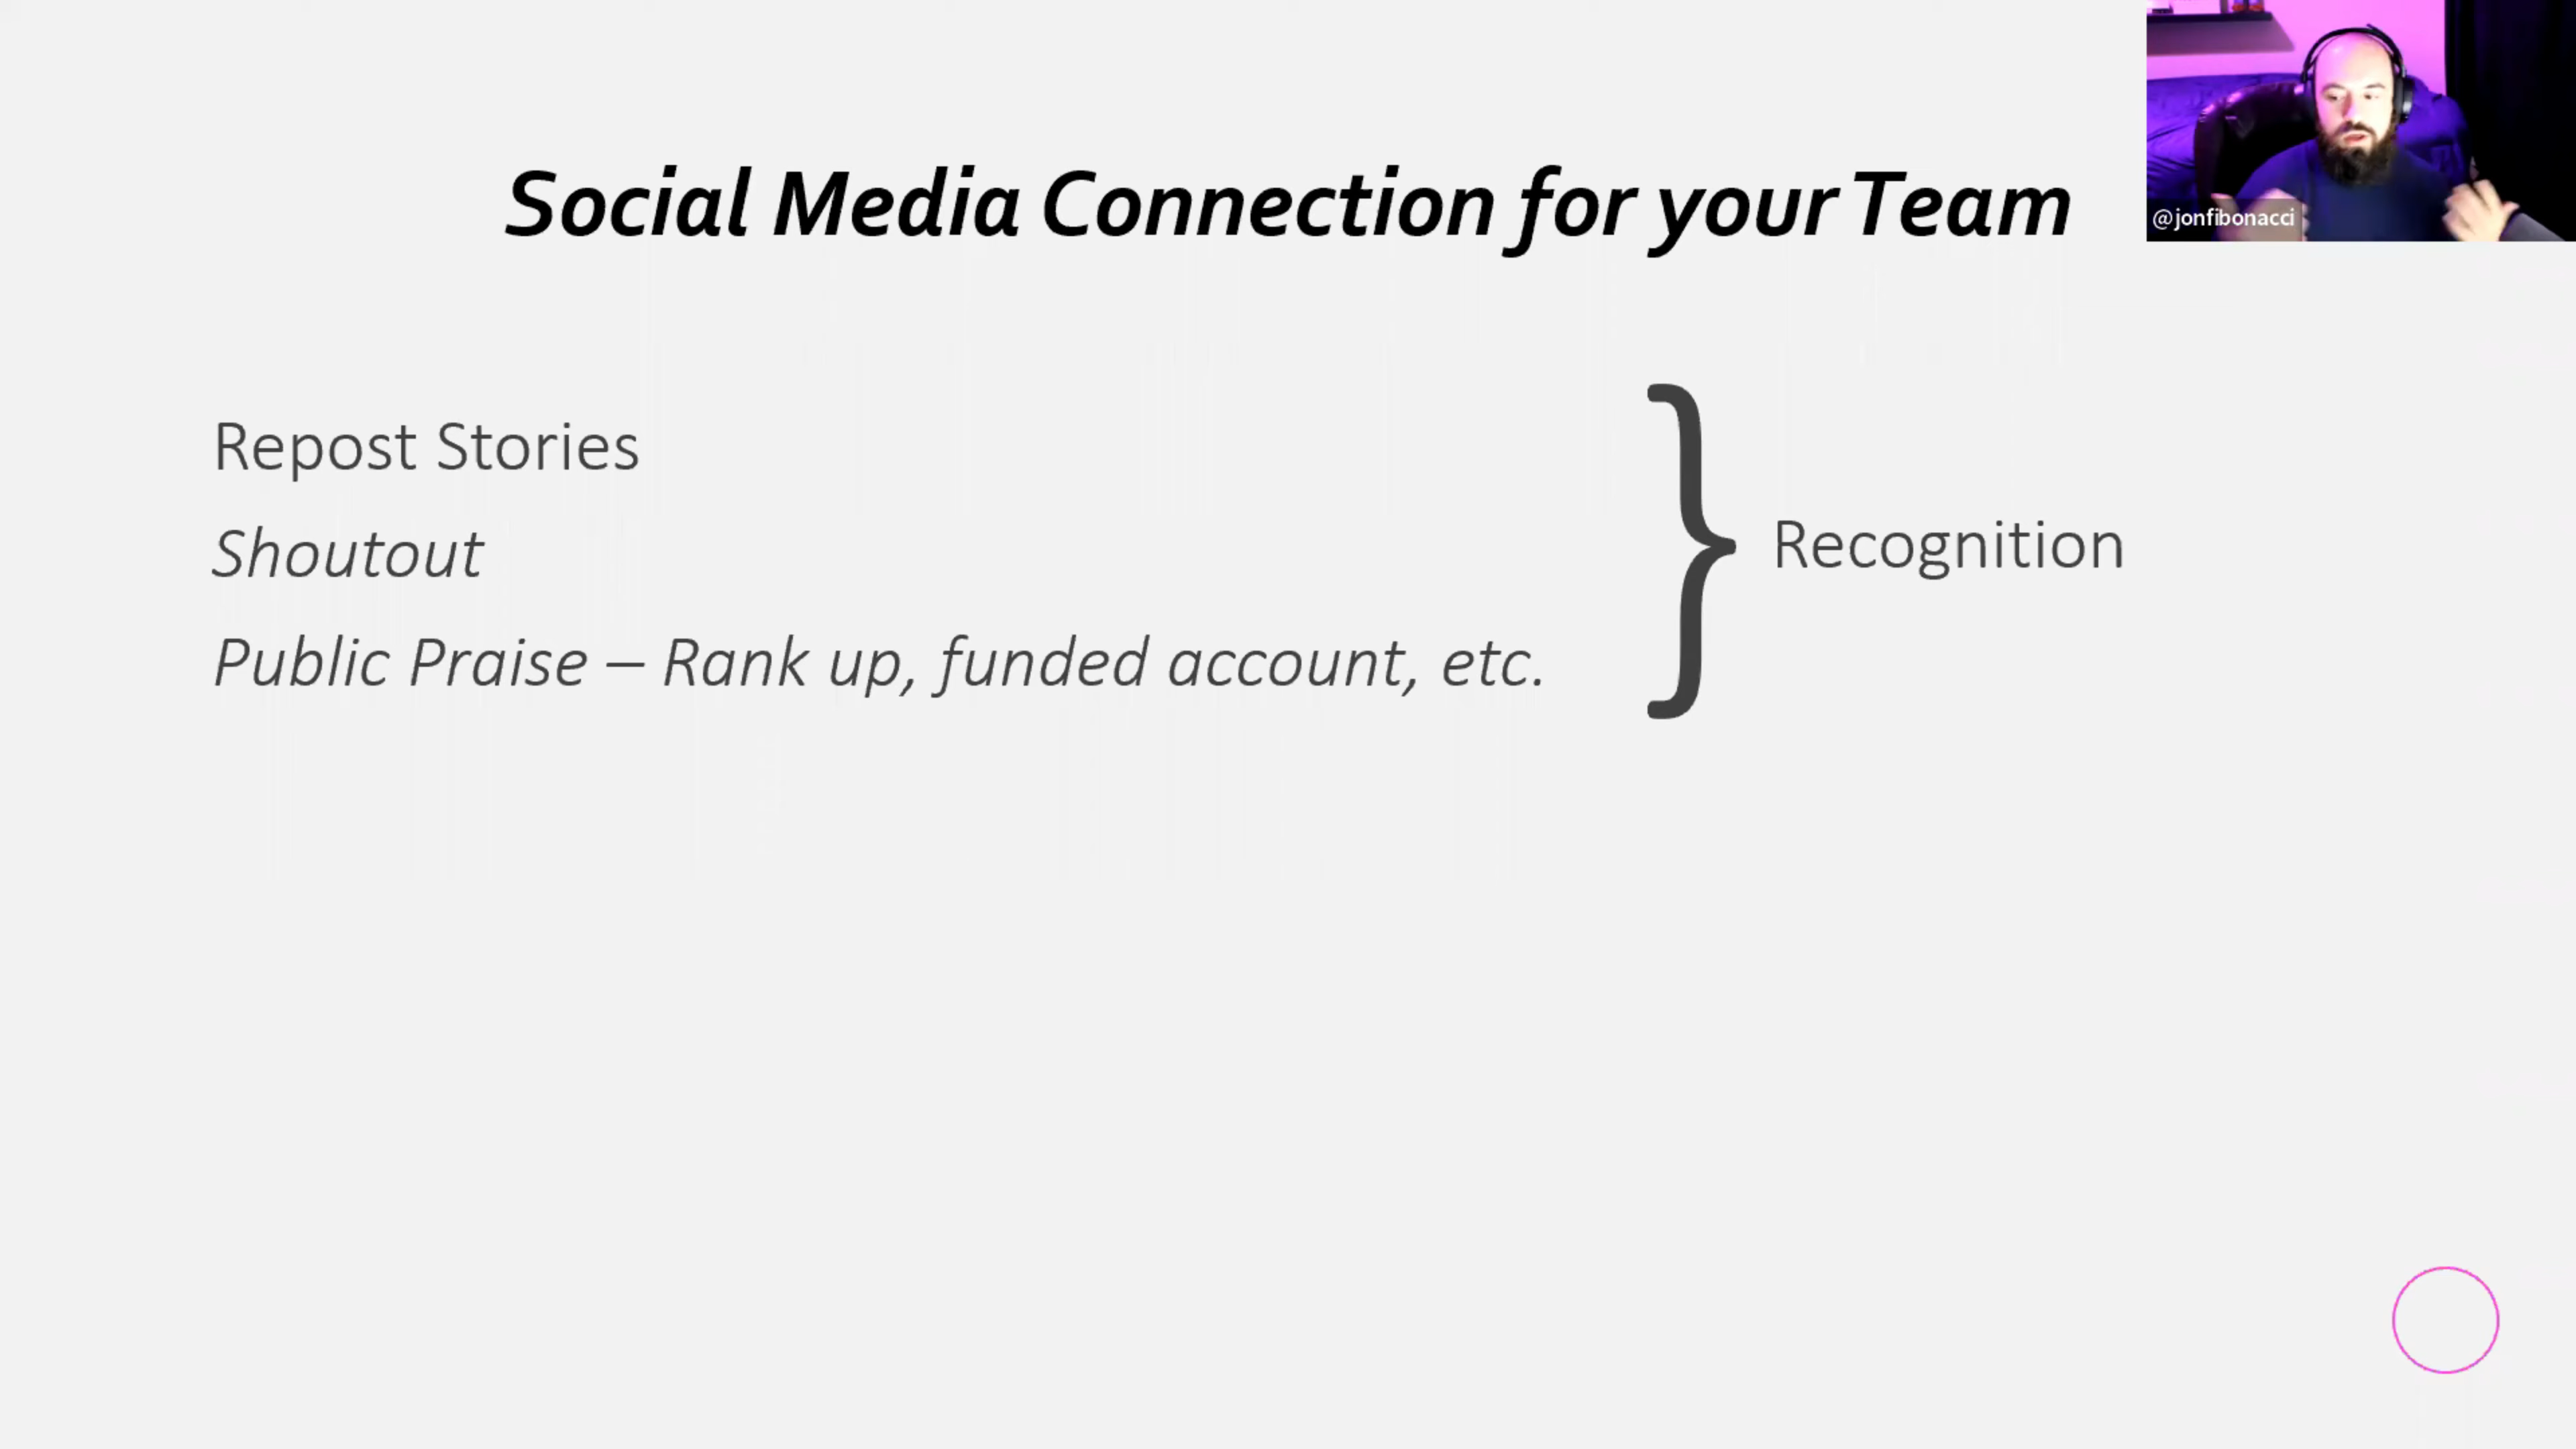 Social Media Connection for your Team
@jonfibonacci
Repost Stories
Shoutout
Public Praise – Rank up, funded account, etc.
Recognition